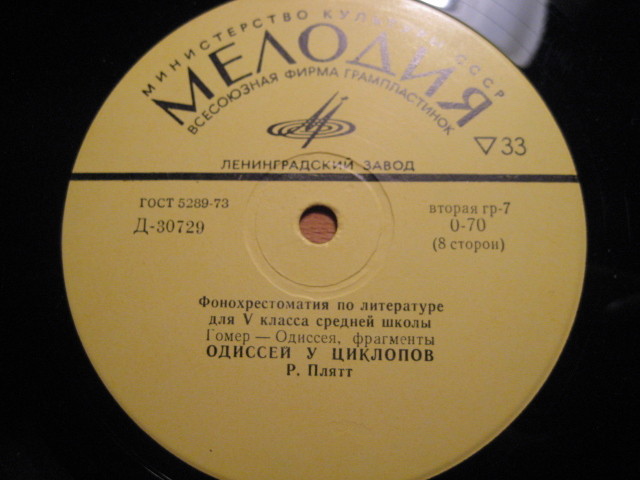 МИНИСТЕРСТВО КУЛЬТУРЫ СССР
МЕЛОДИЯ
ВСЕСОЮЗНАЯ ФИРМА ГРАМПЛАСТИНОК
ЛЕНИНГРАДСКИЙ ЗАВОД
▽33
ГОСТ 5289-73
Д-30729
вторая гр-7
0-70
(8 сторон)
Фонохрестоматия по литературе
для V класса средней школы
Гомер — Одиссея, фрагменты
ОДИССЕЙ У ЦИКЛОПОВ
Р. Плятт